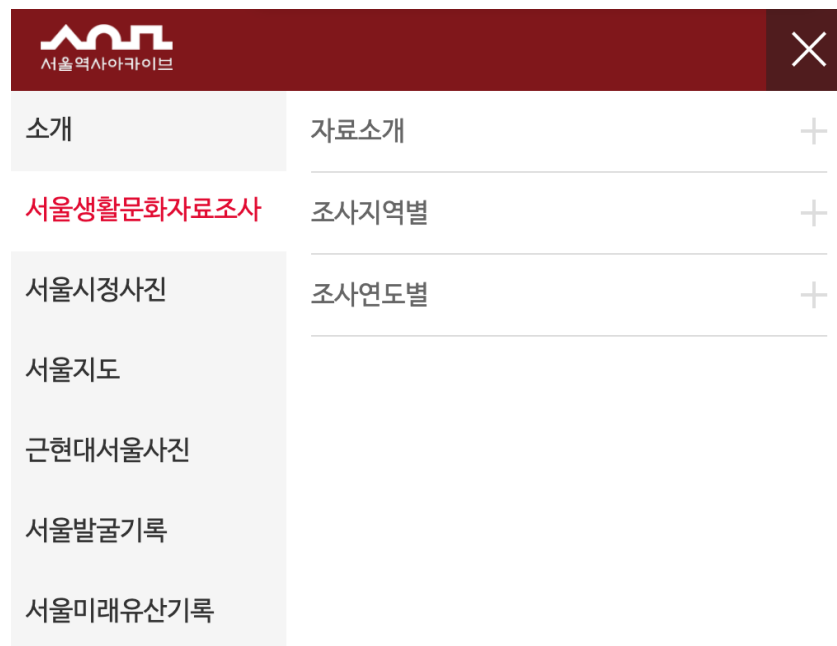 서울역사아카이브
소개
서울생활문화자료조사
서울시정사진
서울지도
근현대서울사진
서울발굴기록
서울미래유산기록
자료소개
조사지역별
조사연도별